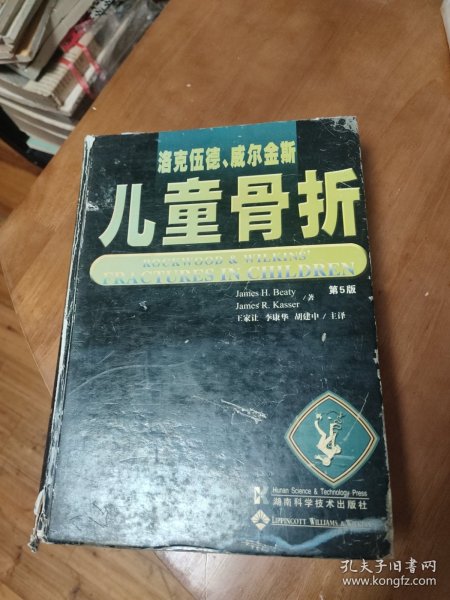 洛克伍德、威尔金斯
儿童骨折
ROCKWOOD & WILKINS'
FRACTURES IN CHILDREN
第5版
James H. Beaty
James R. Kasser
/著
王家让 李康华 胡建中/主译
Hunan Science & Technology Press
湖南科学技术出版社
LIPPINCOTT WILLIAMS &
孔夫子旧书网
www.kongfz.com